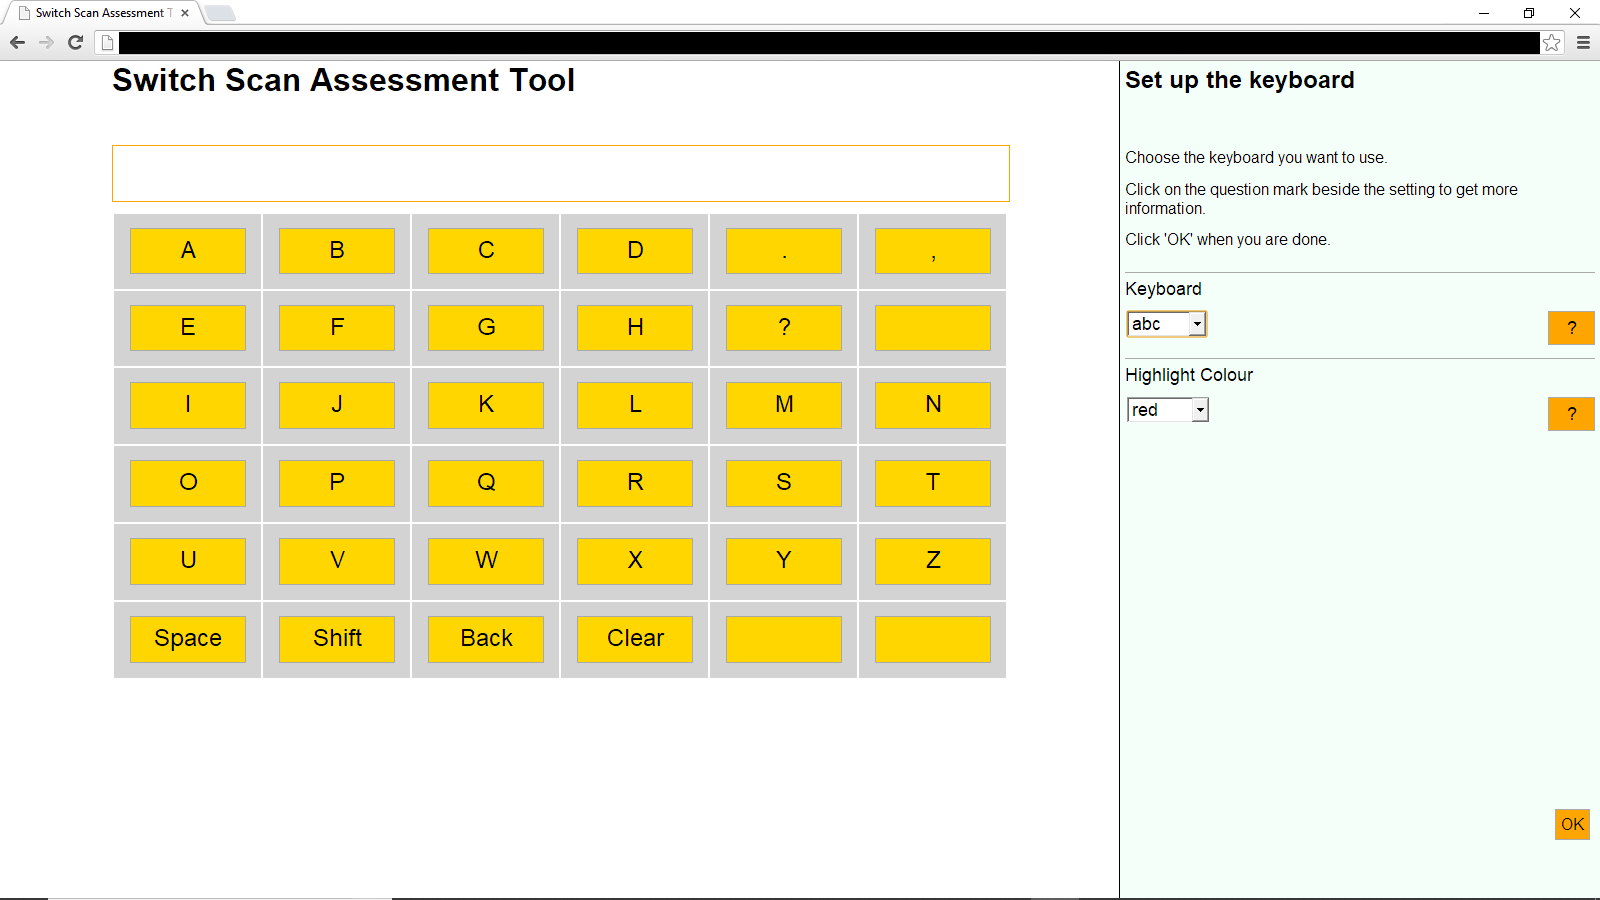 Switch Scan Assessment T
Switch Scan Assessment Tool
A B C D . ,
E F G H ?
I J K L M N
O P Q R S T
U V W X Y Z
Space Shift Back Clear
Set up the keyboard
Choose the keyboard you want to use.
Click on the question mark beside the setting to get more
information.
Click 'OK' when you are done.
Keyboard
abc ?
Highlight Colour
red ?
OK